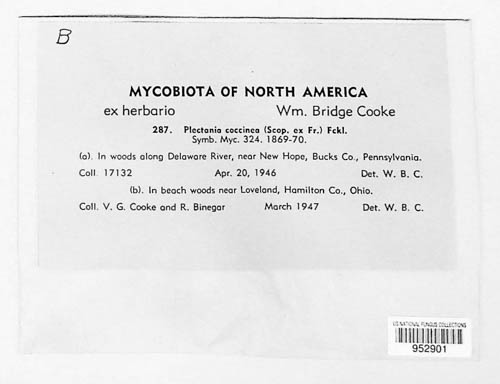 B
MYCOBIOTA OF NORTH AMERICA
ex herbario Wm. Bridge Cooke
287. Plectania coccinea (Scop. ex Fr.) Fckl.
Symb. Myc. 324. 1869-70.
(a). In woods along Delaware River, near New Hope, Bucks Co., Pennsylvania.
Coll 17132 Apr. 20, 1946 Det. W. B. C.
(b). In beach woods near Loveland, Hamilton Co., Ohio.
Coll. V. G. Cooke and R. Binegar March 1947 Det. W. B. C.
US NATIONAL FUNGUS COLLECTIONS
952901